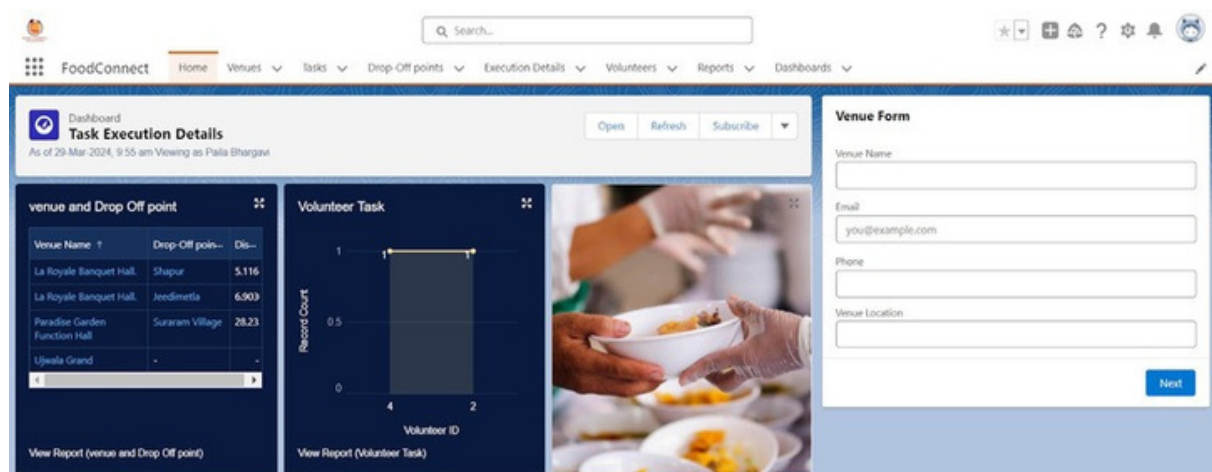 Search...
FoodConnect Home Venues Tasks Drop-Off points Execution Details Volunteers Reports Dashboards
Dashboard
Task Execution Details
As of 29-Mar-2024, 9:55 am Viewing as Paila Bhargavi
Open Refresh Subscribe
venue and Drop Off point
Venue Name ↑ Drop-Off poin... Dis...
La Royale Banquet Hall. Shapur 5.116
La Royale Banquet Hall. Jeedimetla 6.903
Paradise Garden
Function Hall Suraram Village 28.23
Ujwala Grand - -
View Report (venue and Drop Off point)
Volunteer Task
Record Count
1
0.5
0
1 1
4 2
Volunteer ID
View Report (Volunteer Task)
Venue Form
Venue Name
Email
you@example.com
Phone
Venue Location
Next